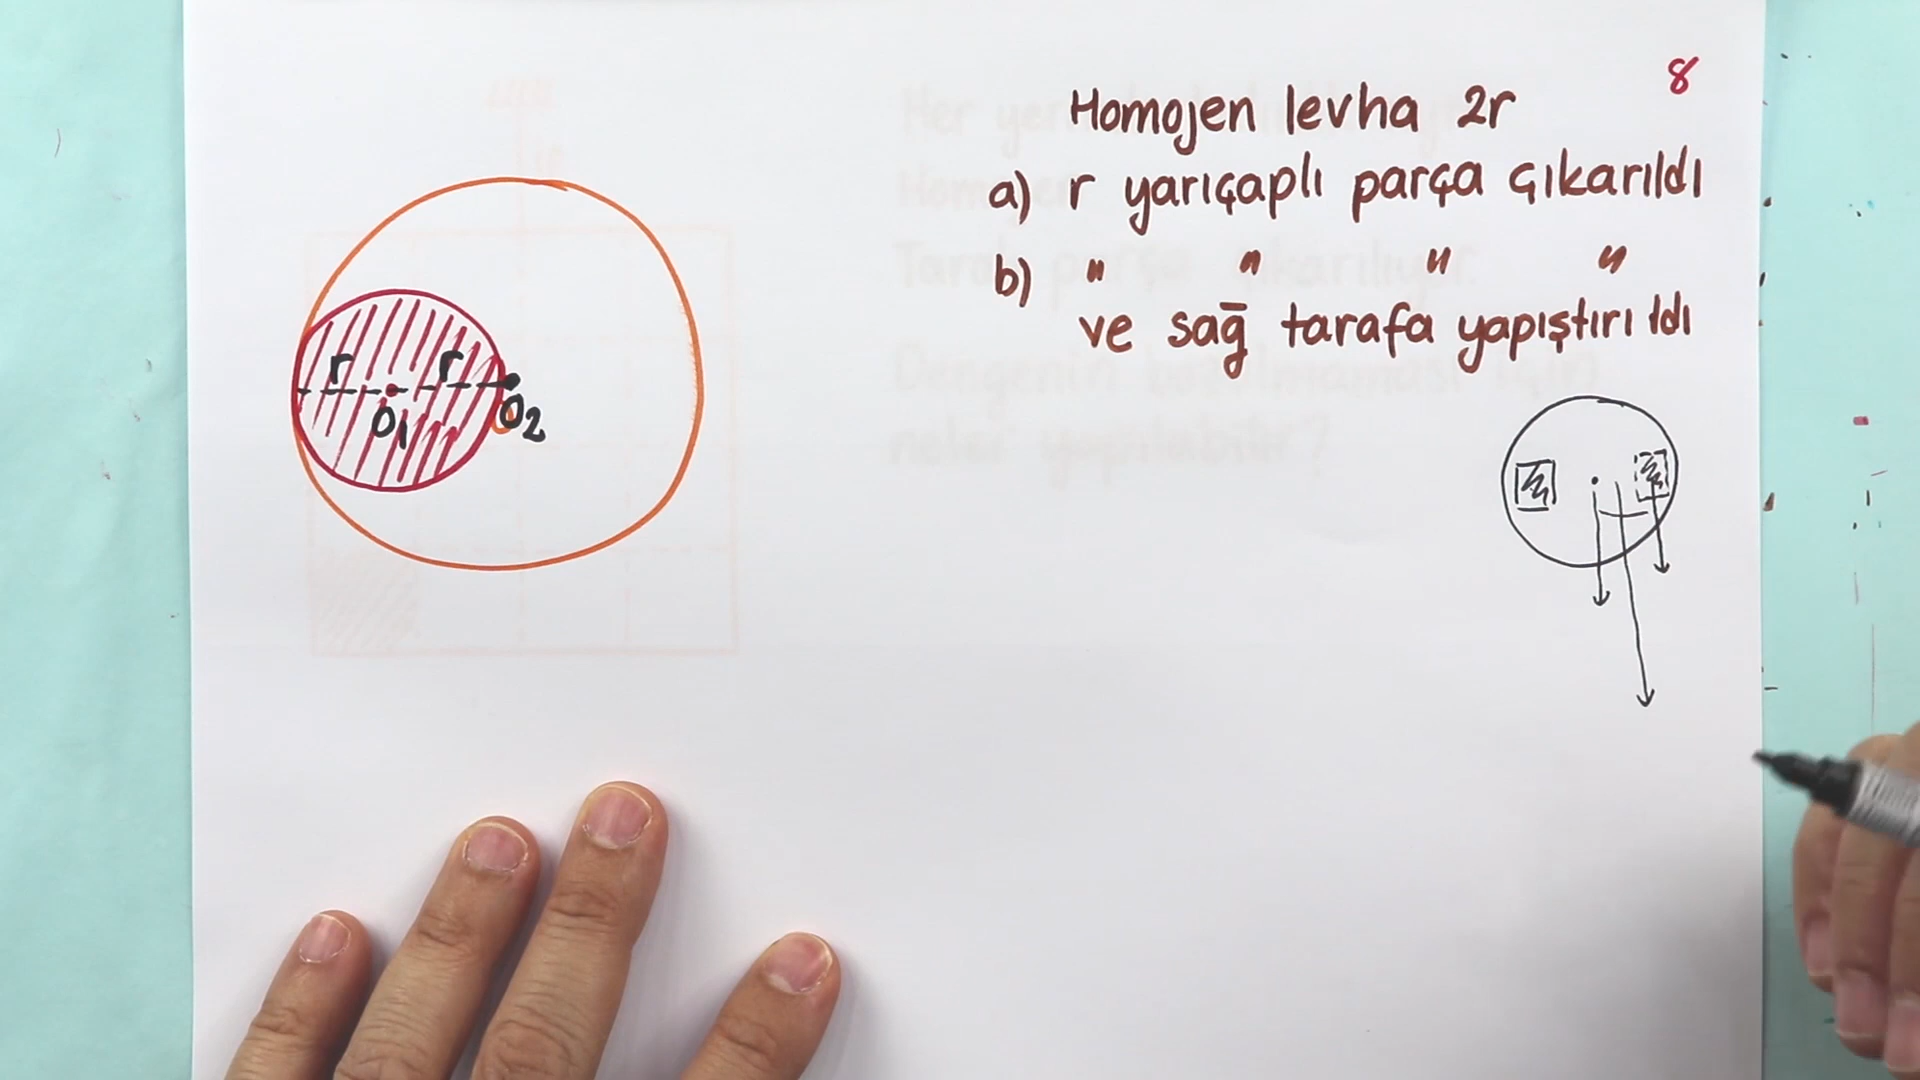 8
Homojen levha 2r
a) r yarıçaplı parça çıkarıldı
b) " " " "
ve sağ tarafa yapıştırıldı
r r
O1 O2